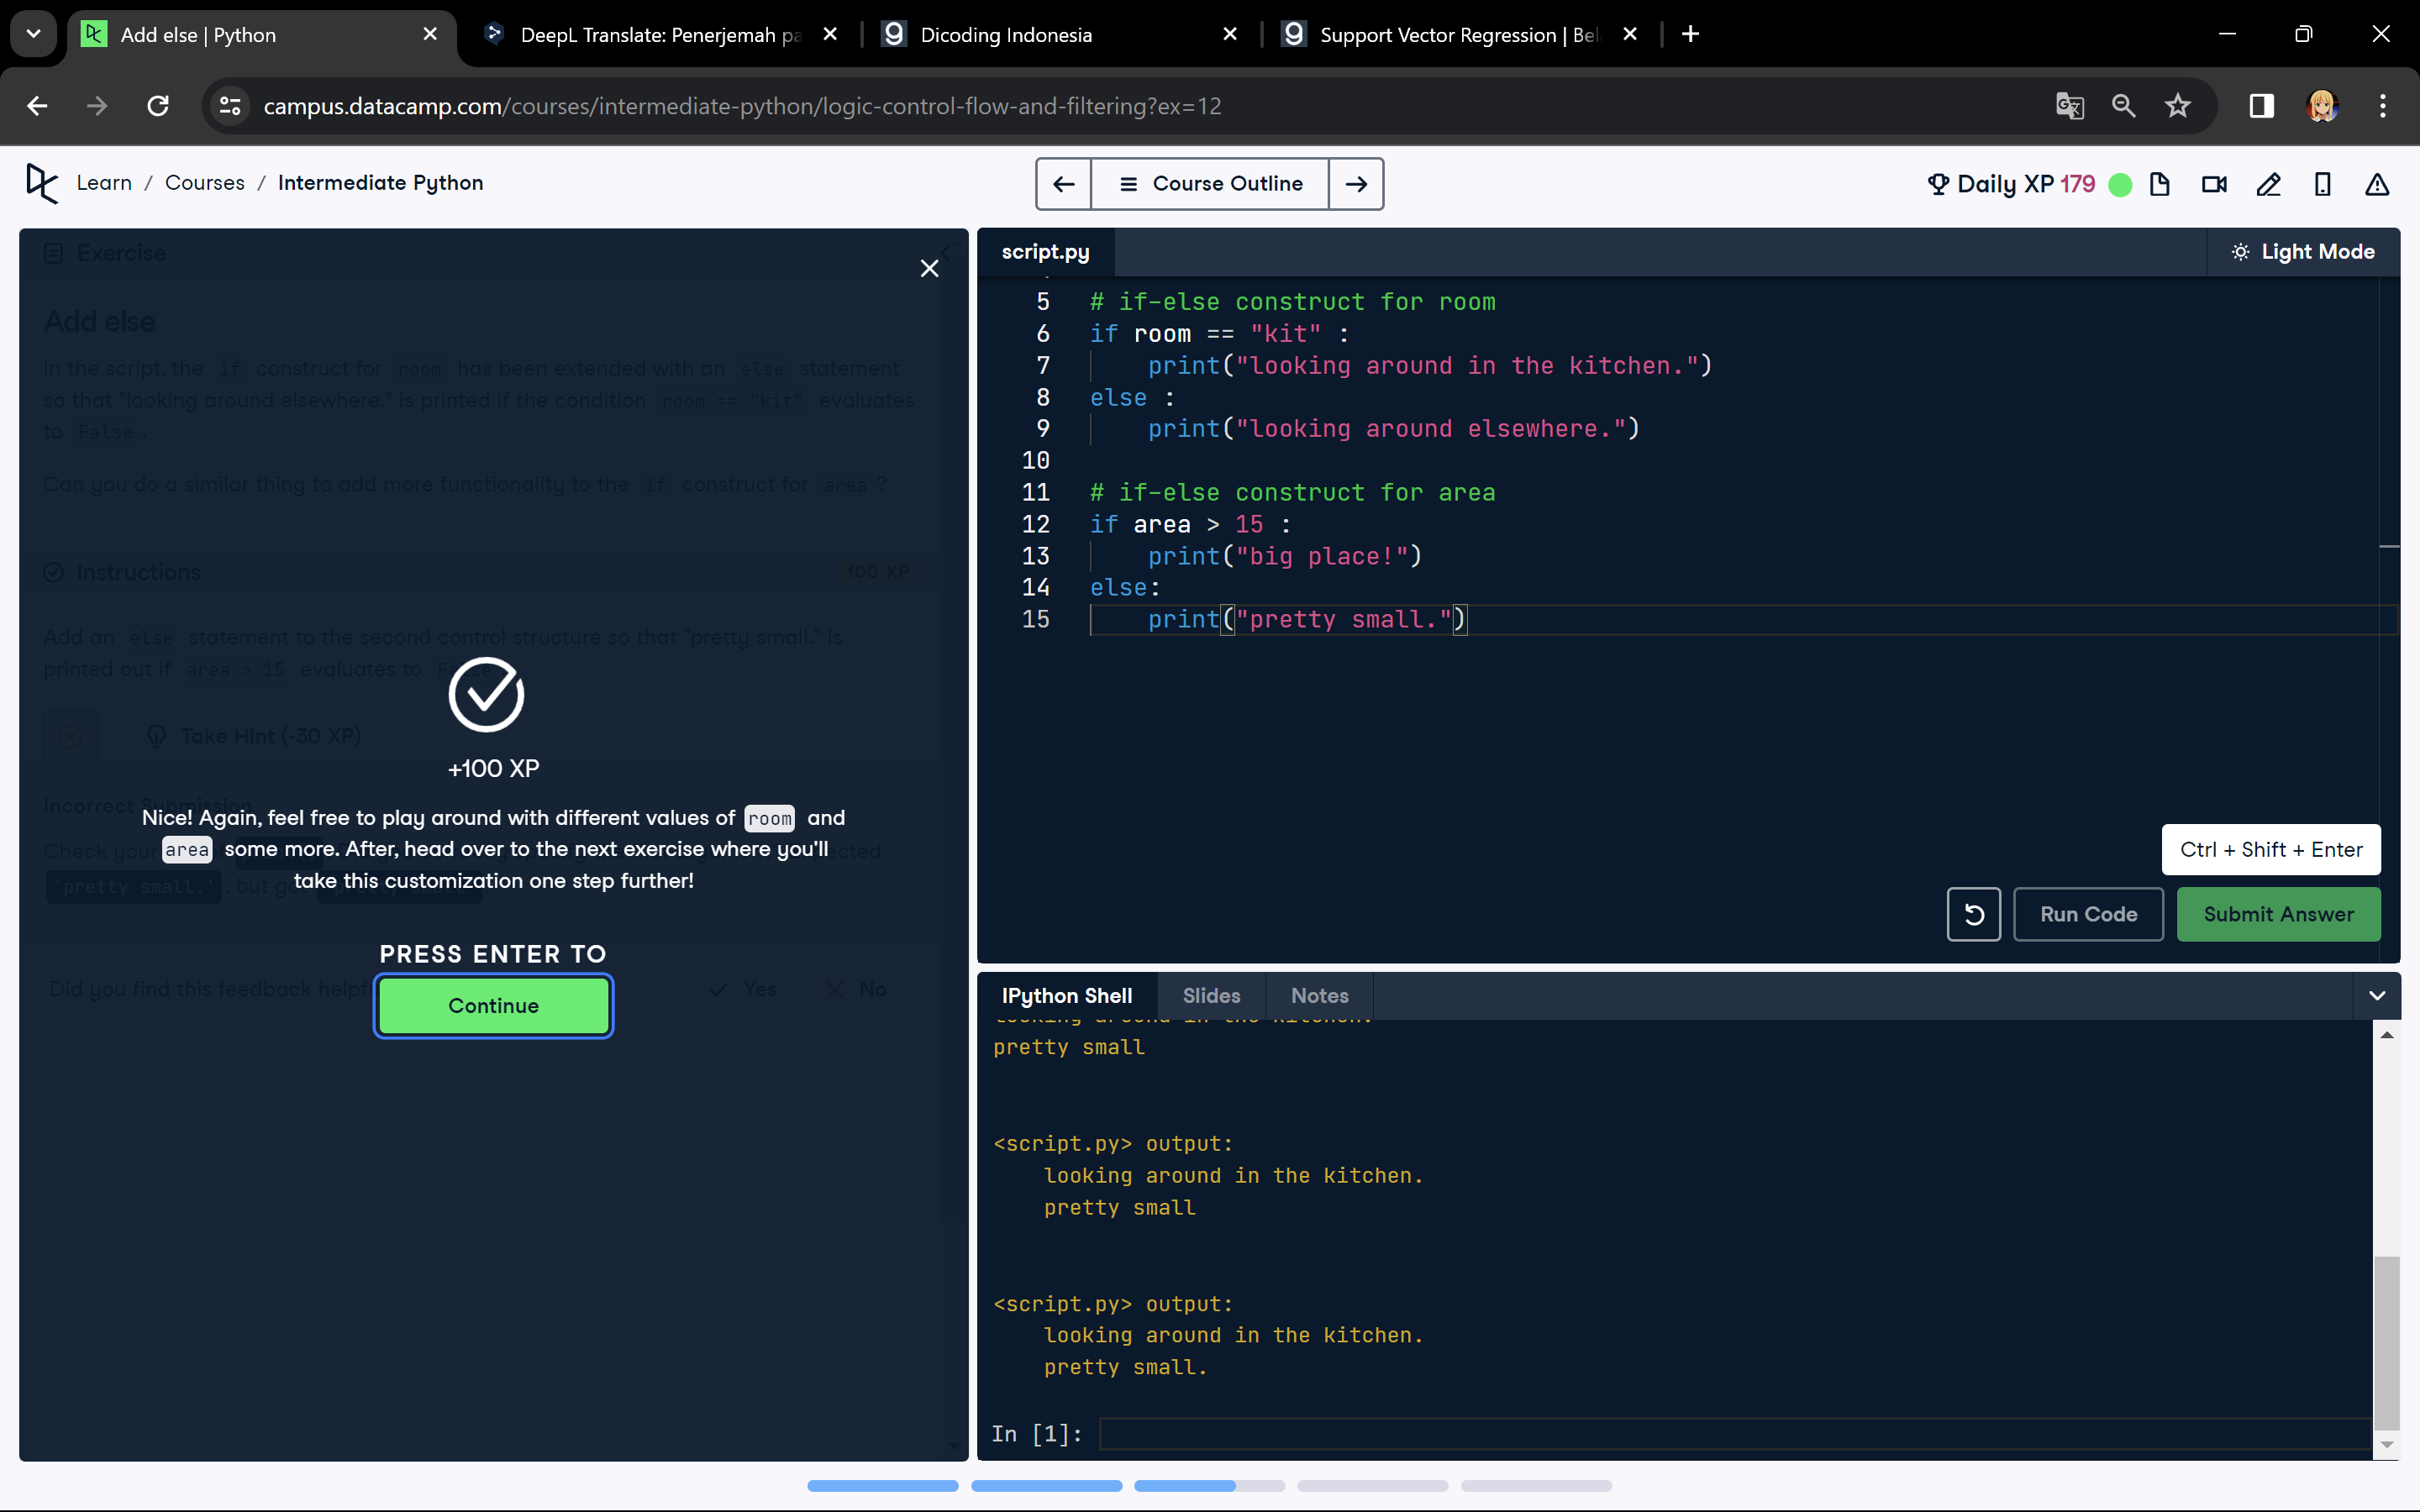 Add else | Python
DeepL Translate: Penerjemah pa
Dicoding Indonesia
Support Vector Regression | Bel
campus.datacamp.com/courses/intermediate-python/logic-control-flow-and-filtering?ex=12
Learn / Courses / Intermediate Python
Course Outline
Daily XP 179
Exercise
Add else
In the script, the if construct for room has been extended with an else statement
so that "looking around elsewhere." is printed if the condition room == "kit" evaluates
to False.
Can you do a similar thing to add more functionality to the if construct for area ?
Instructions
100 XP
Add an else statement to the second control structure so that "pretty small." is
printed out if area > 15 evaluates to
Take Hint (-30 XP)
+100 XP
Incorrect Submission
Nice! Again, feel free to play around with different values of room and
area some more. After, head over to the next exercise where you'll
take this customization one step further!
Check your
'pretty small.', but
PRESS ENTER TO
Continue
Did you find this feedback
Yes
No
script.py
Light Mode
5 # if-else construct for room
6 if room == "kit" :
7 print("looking around in the kitchen.")
8 else :
9 print("looking around elsewhere.")
10
11 # if-else construct for area
12 if area > 15 :
13 print("big place!")
14 else:
15 print("pretty small.")
Ctrl + Shift + Enter
Run Code
Submit Answer
IPython Shell
Slides
Notes
looking around in the kitchen.
pretty small
<script.py> output:
looking around in the kitchen.
pretty small
<script.py> output:
looking around in the kitchen.
pretty small.
In [1]: